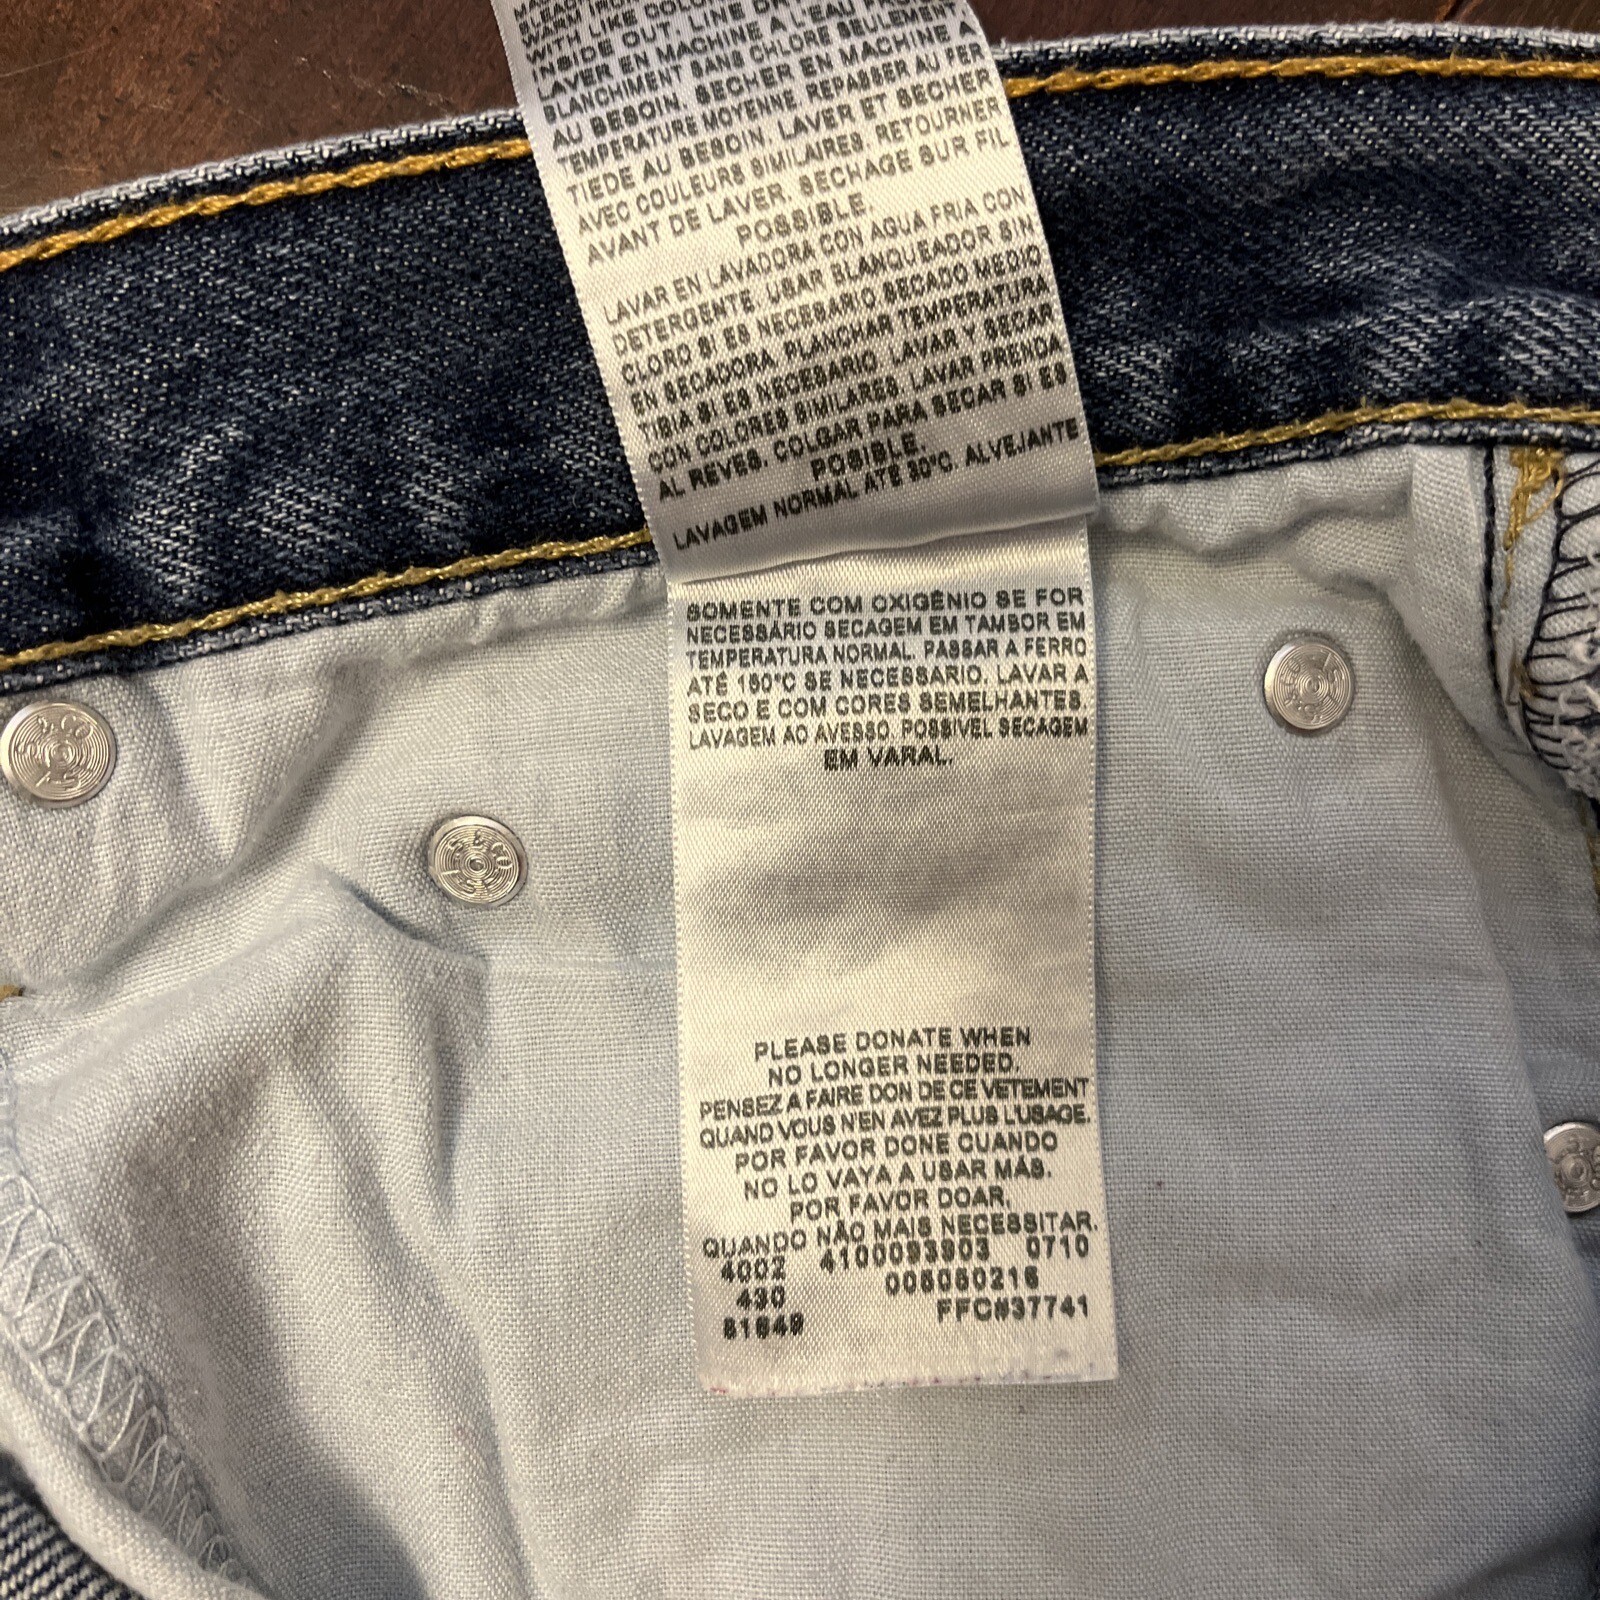 WITH LIKE COLO
INSIDE OUT. LINE DR
LAVER EN MACHINE A L'EAU
BLANCHIMENT SANS CHLORE SEULEMENT
AU BESOIN. SECHER EN MACHINE A
TEMPERATURE MOYENNE. REPASSER AU FER
TIEDE AU BESOIN. LAVER ET SECHER
AVEC COULEURS SIMILAIRES. RETOURNER
AVANT DE LAVER. SECHAGE SUR FIL
POSSIBLE.
LAVAR EN LAVADORA CON AGUA FRIA CON
DETERGENTE. USAR BLANQUEADOR SIN
CLORO SI ES NECESARIO.SECADO MEDIO
EN SECADORA. PLANCHAR TEMPERATURA
TIBIA SI ES NECESARIO. LAVAR Y SECAR
CON COLORES SIMILARES. LAVAR PRENDA
AL REVES. COLGAR PARA SECAR SI ES
POSIBLE.
LAVAGEM NORMAL ATÉ 30°C. ALVEJANTE
SOMENTE COM OXIGÊNIO SE FOR
NECESSÁRIO SECAGEM EM TAMBOR EM
TEMPERATURA NORMAL. PASSAR A FERRO
ATÉ 150°C SE NECESSARIO. LAVAR A
SECO E COM CORES SEMELHANTES
LAVAGEM AO AVESSO. POSSIVEL SECAGEM
EM VARAL.
PLEASE DONATE WHEN
NO LONGER NEEDED.
PENSEZ A FAIRE DON DE CE VETEMENT
QUAND VOUS N'EN AVEZ PLUS L'USAGE.
POR FAVOR DONE CUANDO
NO LO VAYA A USAR MÁS.
POR FAVOR DOAR,
QUANDO NÃO MAIS NECESSITAR.
4002 4100093903 0710
430 005050216
81849 FFC#37741